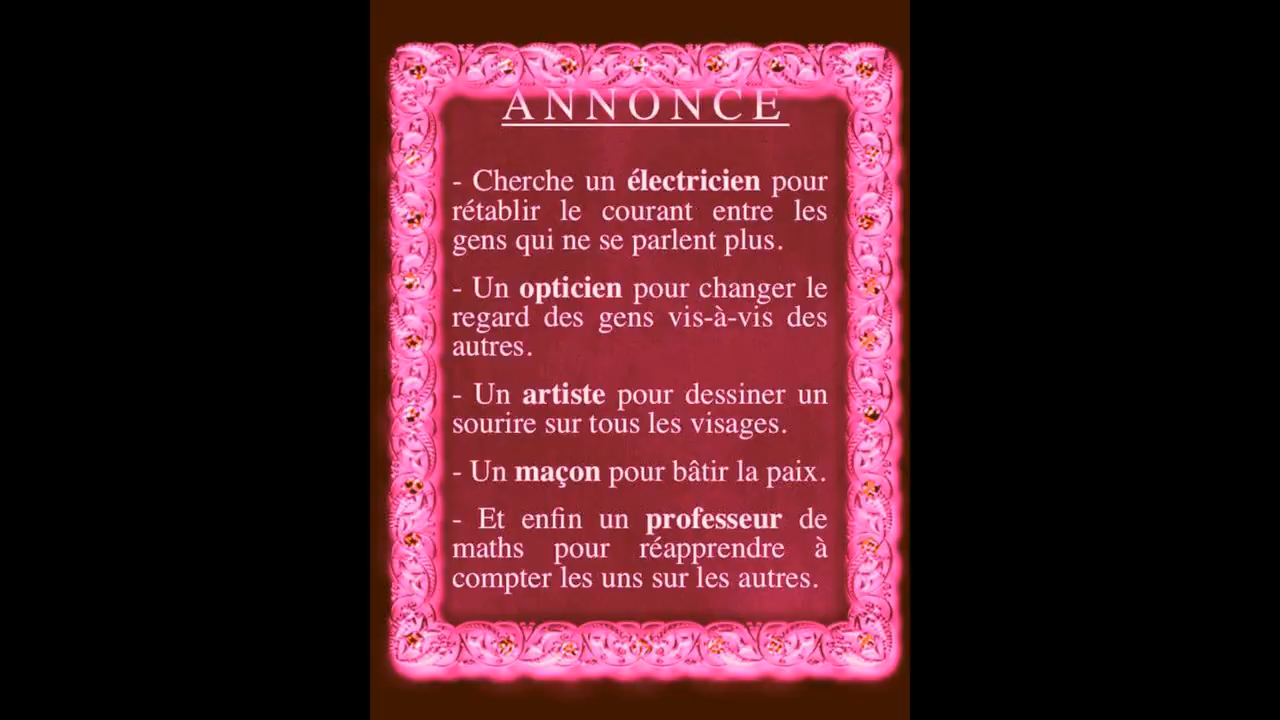 ANNONCE
- Cherche un électricien pour
rétablir le courant entre les
gens qui ne se parlent plus.
- Un opticien pour changer le
regard des gens vis-à-vis des
autres.
- Un artiste pour dessiner un
sourire sur tous les visages.
- Un maçon pour bâtir la paix.
- Et enfin un professeur de
maths pour réapprendre à
compter les uns sur les autres.